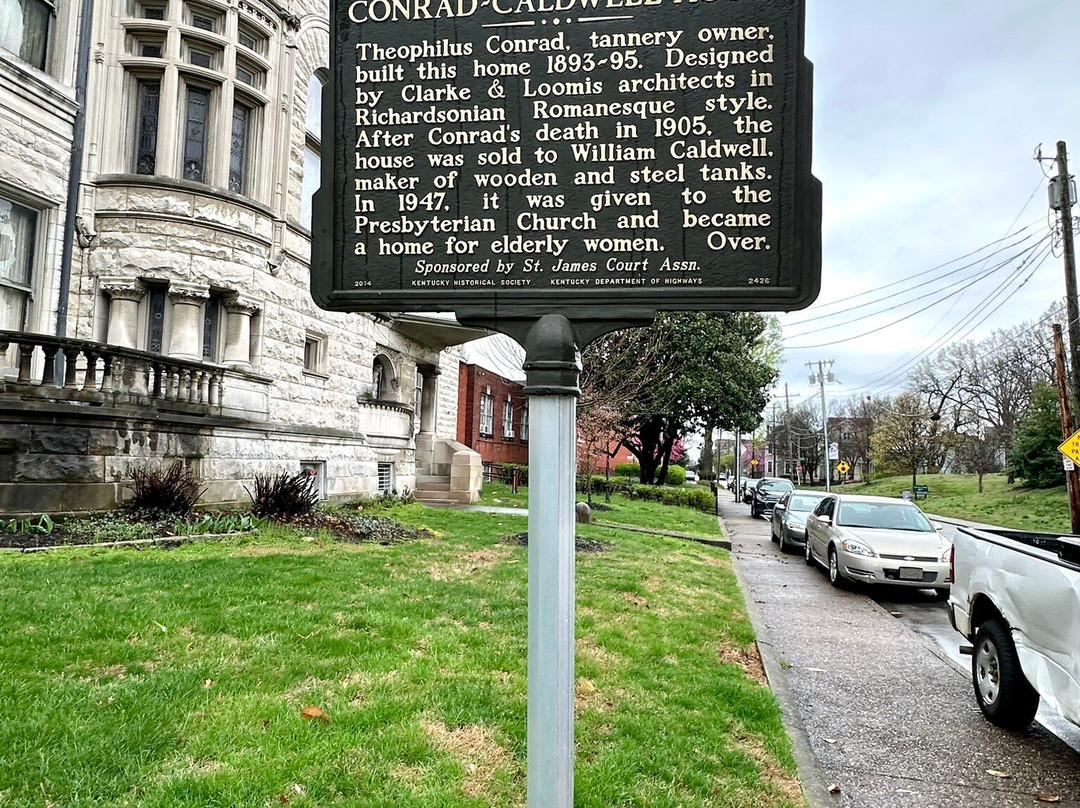 CONRAD-CALDWELL HOUSE
Theophilus Conrad, tannery owner,
built this home 1893-95. Designed
by Clarke & Loomis architects in
Richardsonian Romanesque style.
After Conrad's death in 1905, the
house was sold to William Caldwell,
maker of wooden and steel tanks.
In 1947, it was given to the
Presbyterian Church and became
a home for elderly women. Over.
Sponsored by St. James Court Assn.
2014 KENTUCKY HISTORICAL SOCIETY KENTUCKY DEPARTMENT OF HIGHWAYS 2426